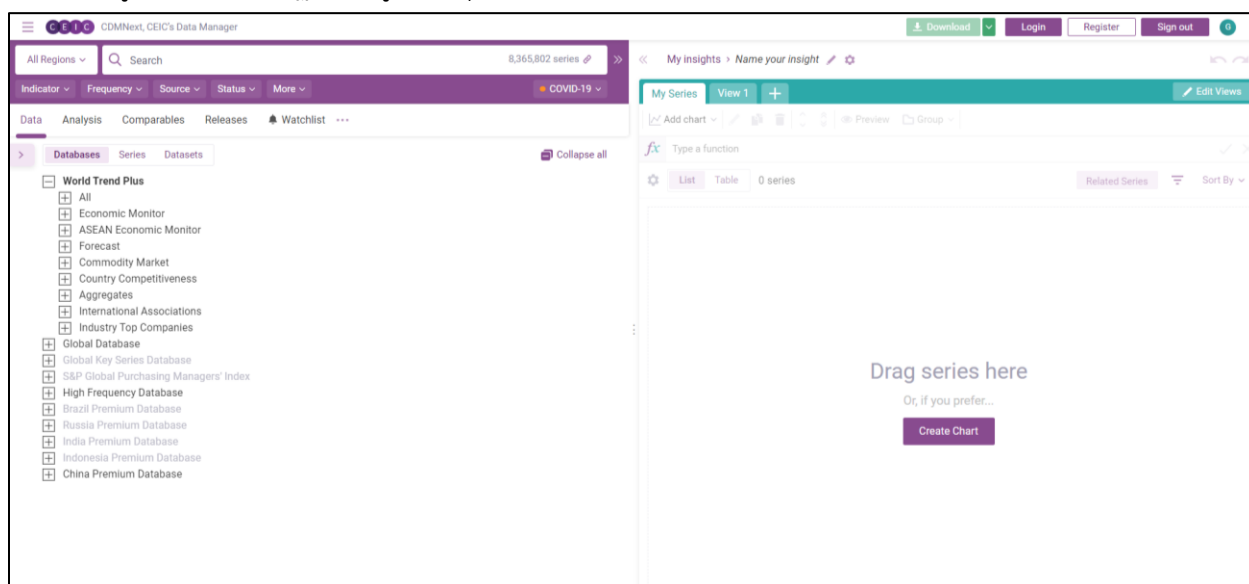 CEIC CDMNext, CEIC's Data Manager
Download
Login
Register
Sign out
G
All Regions
Search
8,365,802 series
Indicator
Frequency
Source
Status
More
COVID-19
Data
Analysis
Comparables
Releases
Watchlist
Databases
Series
Datasets
Collapse all
World Trend Plus
All
Economic Monitor
ASEAN Economic Monitor
Forecast
Commodity Market
Country Competitiveness
Aggregates
International Associations
Industry Top Companies
Global Database
Global Key Series Database
S&P Global Purchasing Managers' Index
High Frequency Database
Brazil Premium Database
Russia Premium Database
India Premium Database
Indonesia Premium Database
China Premium Database
My insights › Name your insight
My Series
View 1
Edit Views
Add chart
Preview
Group
fx Type a function
List
Table
0 series
Related Series
Sort By
Drag series here
Or, if you prefer...
Create Chart